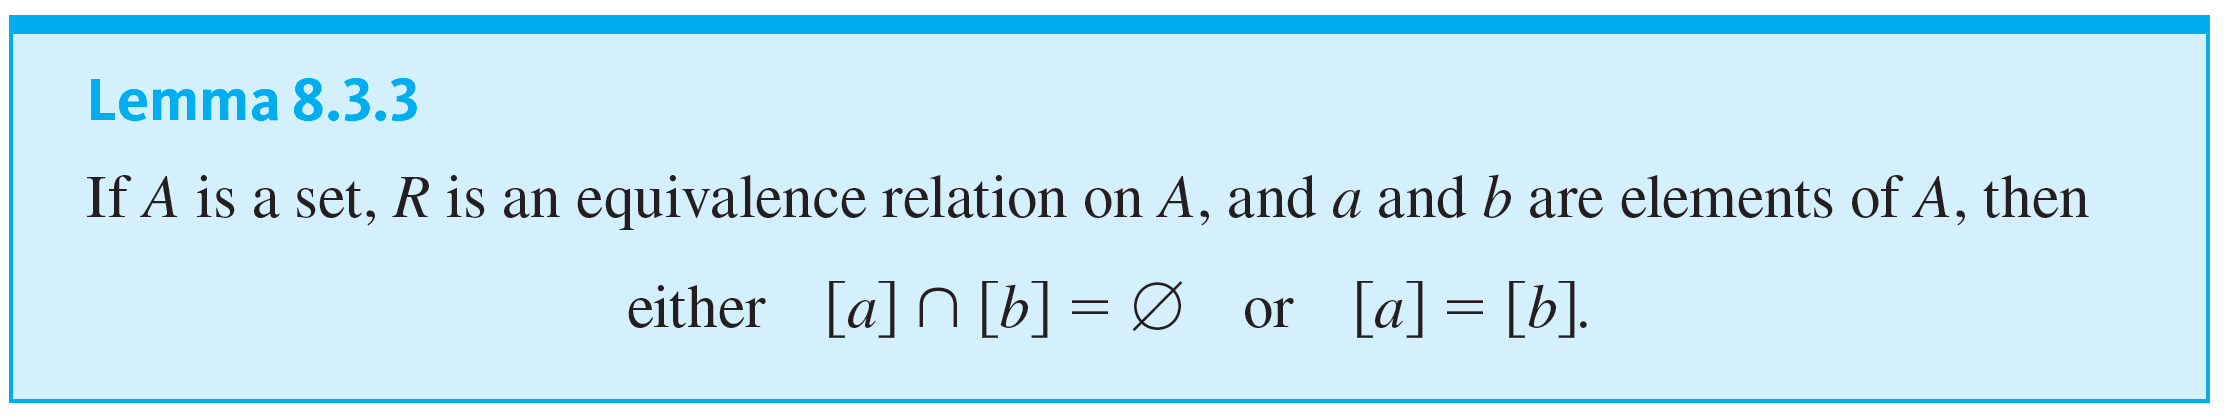 Lemma 8.3.3
If A is a set, R is an equivalence relation on A, and a and b are elements of A, then
either [a] ∩ [b] = ∅ or [a] = [b].